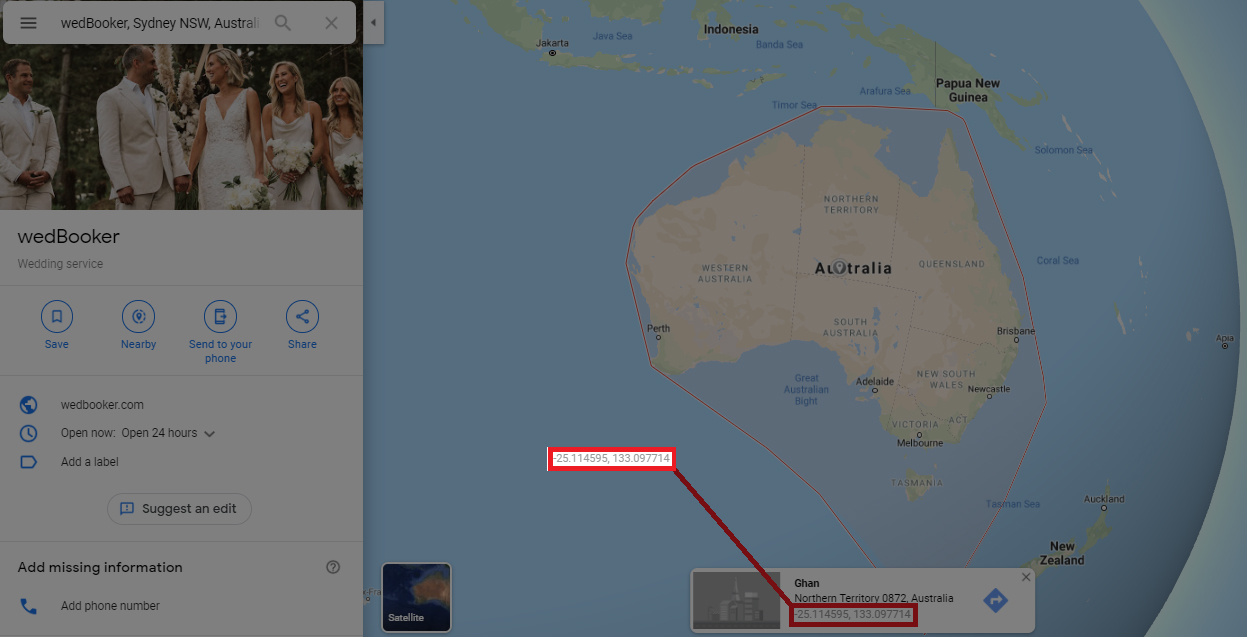 wedBooker, Sydney NSW, Australi
wedBooker
Wedding service
Save
Nearby
Send to your
phone
Share
wedbooker.com
Open now: Open 24 hours
Add a label
Suggest an edit
Add missing information
Add phone number
Indonesia
Jakarta
Java Sea
Banda Sea
Papua New
Guinea
Arafura Sea
Timor Sea
Solomon Sea
NORTHERN
TERRITORY
Australia
WESTERN
AUSTRALIA
QUEENSLAND
Coral Sea
SOUTH
AUSTRALIA
Perth
Brisbane
Apia
Great
Australian
Bight
Adelaide
NEW SOUTH
WALES
Newcastle
ACT
VICTORIA
Melbourne
-25.114595, 133.097714
TASMANIA
Tasman Sea
Auckland
New
Zealand
Satellite
Ghan
Northern Territory 0872, Australia
-25.114595, 133.097714